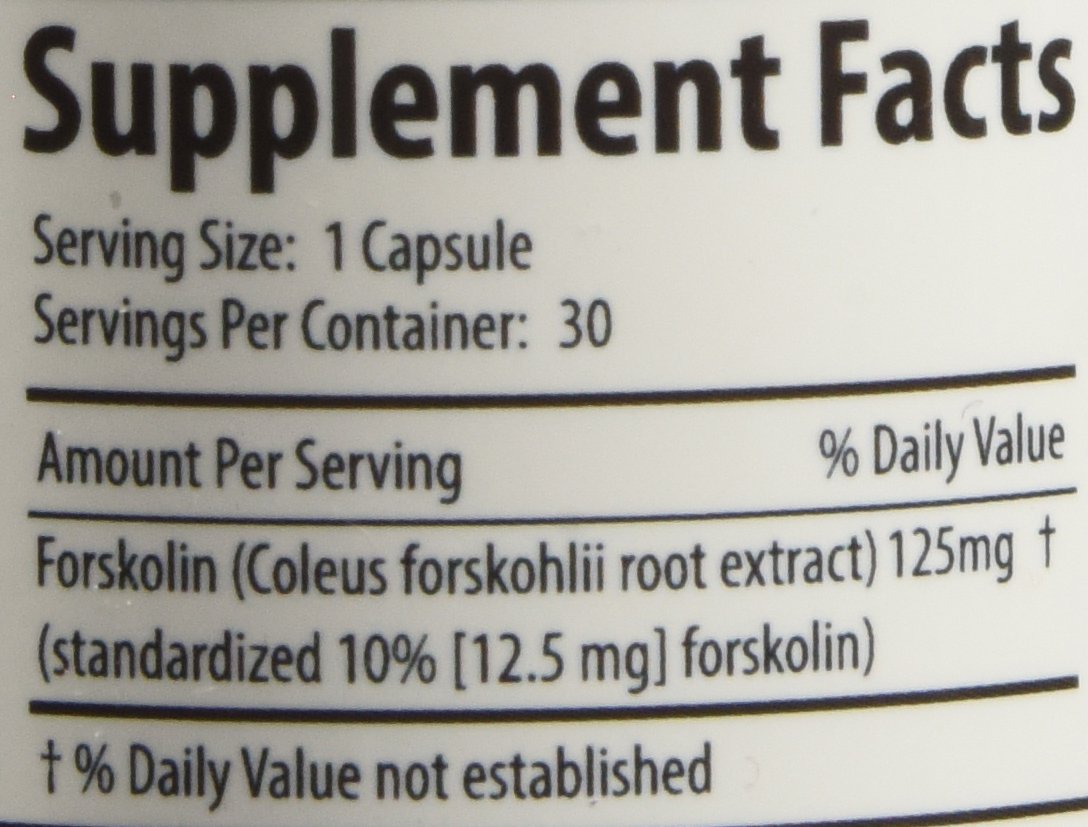 Supplement Facts
Serving Size: 1 Capsule
Servings Per Container: 30
Amount Per Serving % Daily Value
Forskolin (Coleus forskohlii root extract) 125mg †
(standardized 10% [12.5 mg] forskolin)
† % Daily Value not established